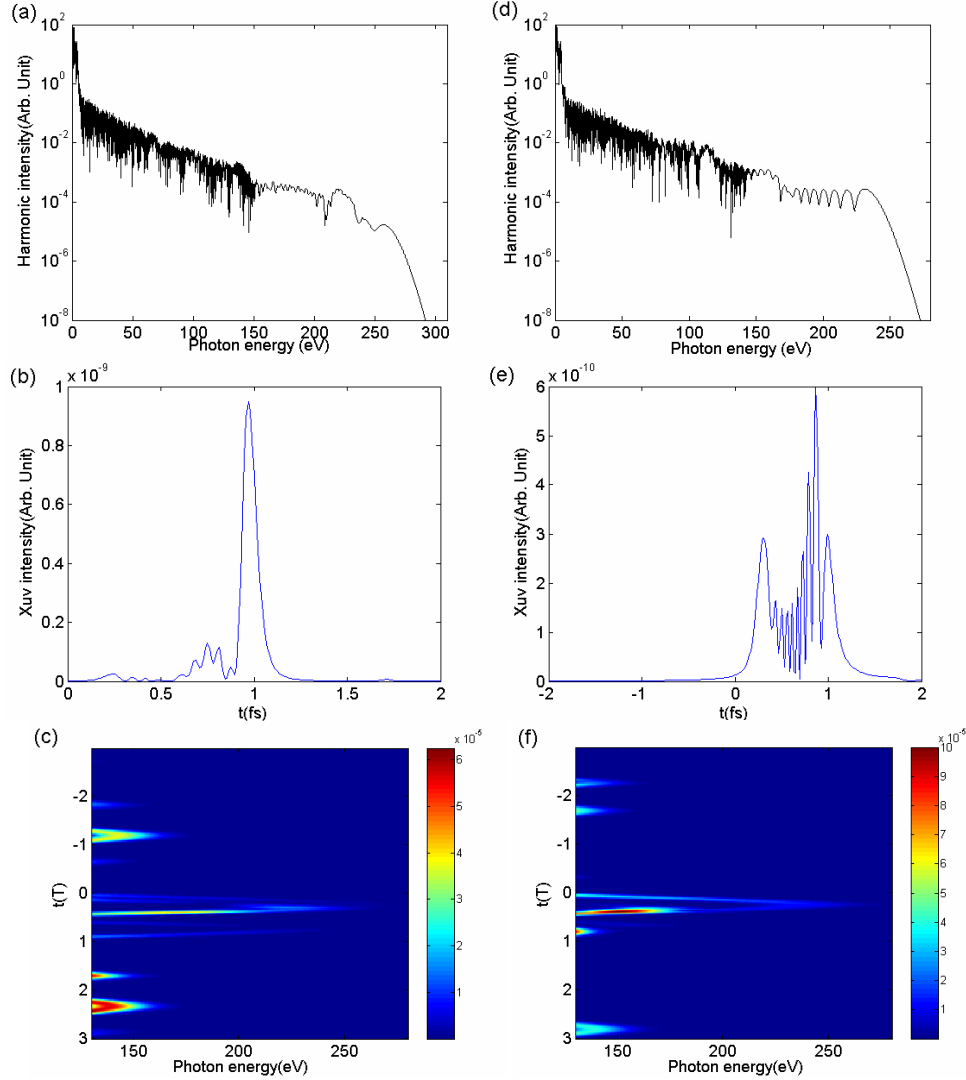 (a)
10^2
10^0
10^-2
10^-4
10^-6
10^-8
Harmonic intensity(Arb. Unit)
0 50 100 150 200 250 300
Photon energy (eV)
(d)
10^2
10^0
10^-2
10^-4
10^-6
10^-8
Harmonic intensity(Arb. Unit)
0 50 100 150 200 250
Photon energy (eV)
(b)
x 10^-9
1
0.8
0.6
0.4
0.2
0
Xuv intensity(Arb. Unit)
0 0.5 1 1.5 2
t(fs)
(e)
x 10^-10
6
5
4
3
2
1
0
Xuv intensity(Arb. Unit)
-2 -1 0 1 2
t(fs)
(c)
-2
-1
0
1
2
3
t(T)
150 200 250
Photon energy(eV)
x 10^-5
6
5
4
3
2
1
(f)
-2
-1
0
1
2
3
t(T)
150 200 250
Photon energy(eV)
x 10^-5
10
9
8
7
6
5
4
3
2
1